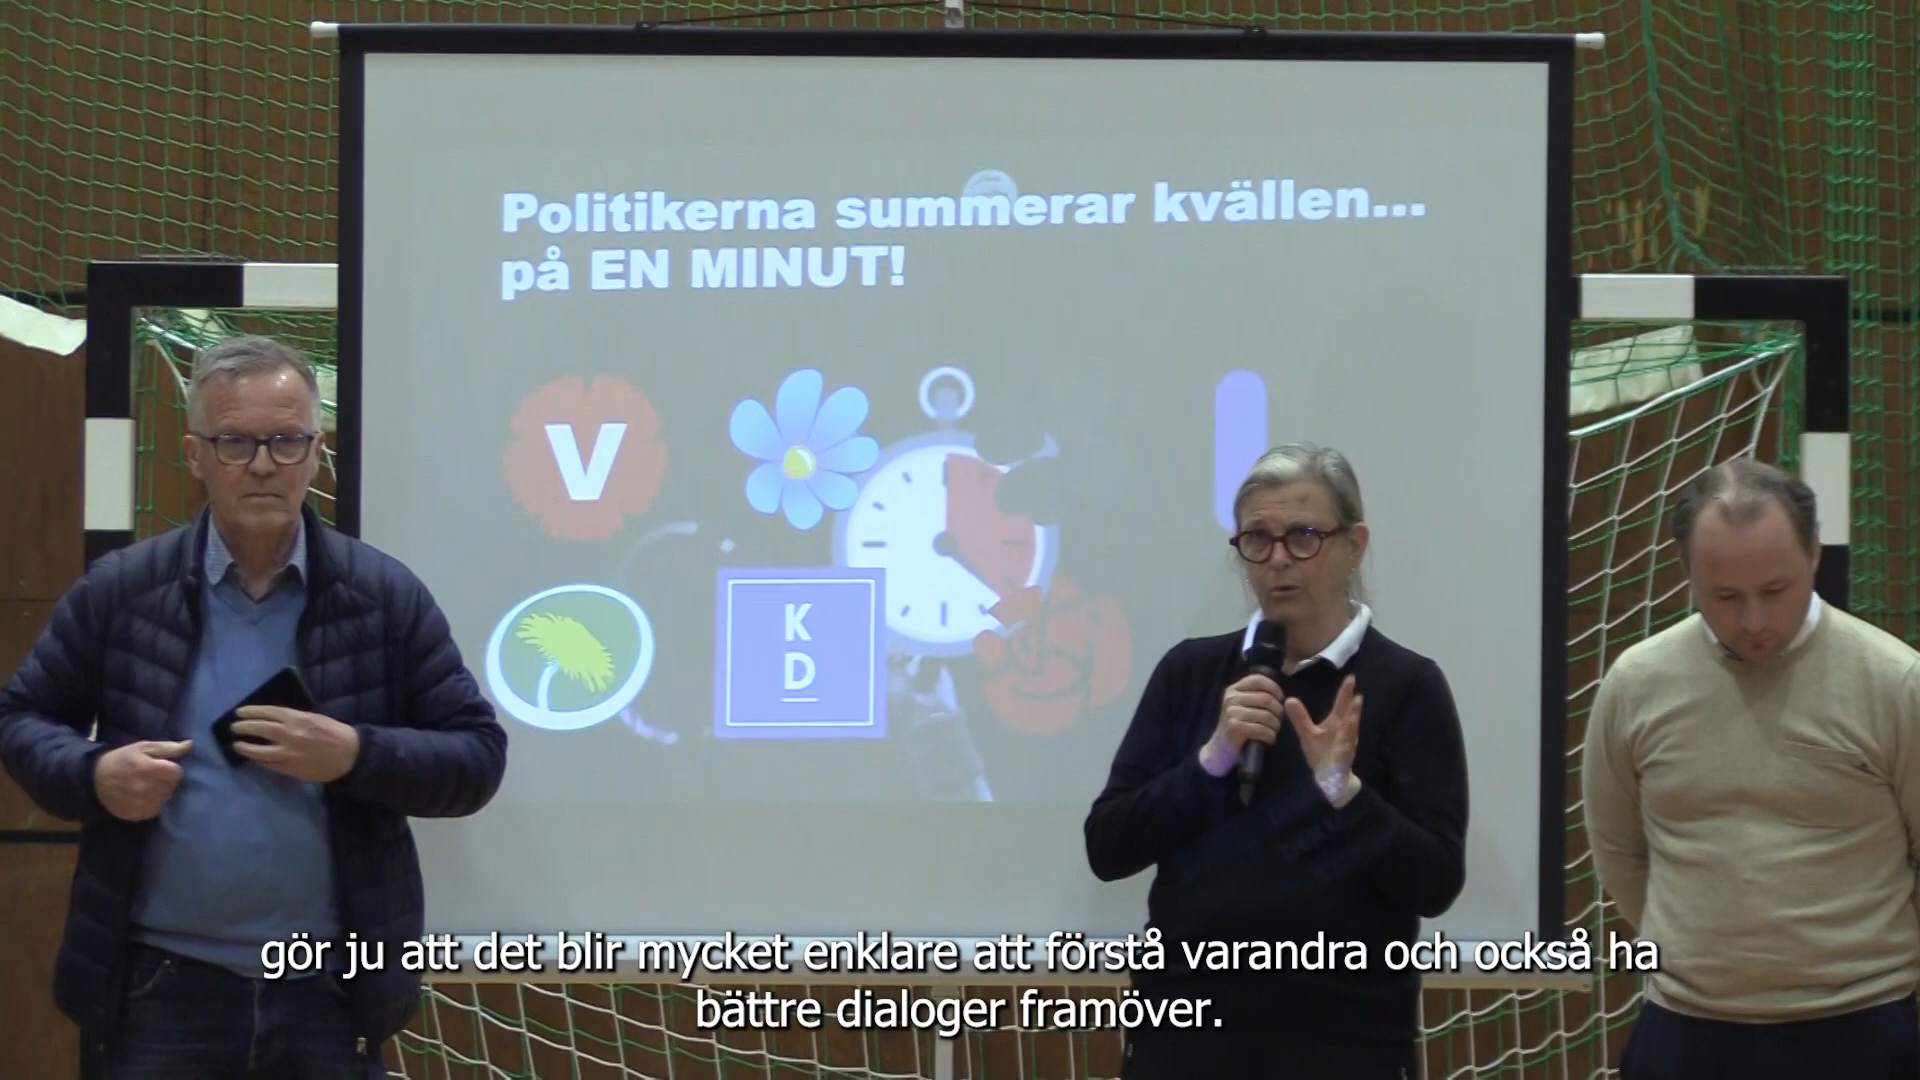 Politikerna summerar kvällen...
på EN MINUT!
V
K
D
gör ju att det blir mycket enklare att förstå varandra och också ha
bättre dialoger framöver.